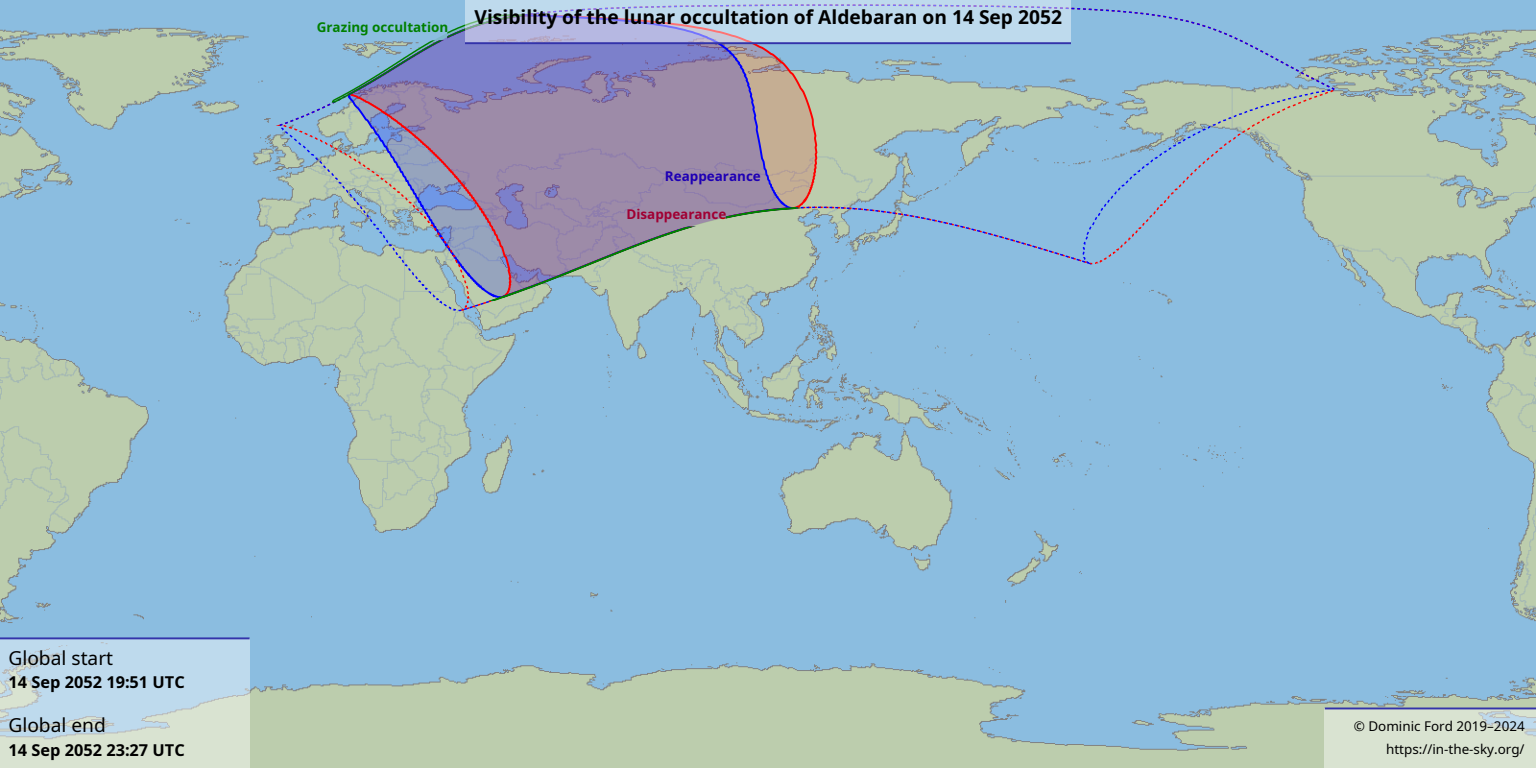 Visibility of the lunar occultation of Aldebaran on 14 Sep 2052
Grazing occultation
Reappearance
Disappearance
Global start
14 Sep 2052 19:51 UTC
Global end
14 Sep 2052 23:27 UTC
© Dominic Ford 2019–2024
https://in-the-sky.org/